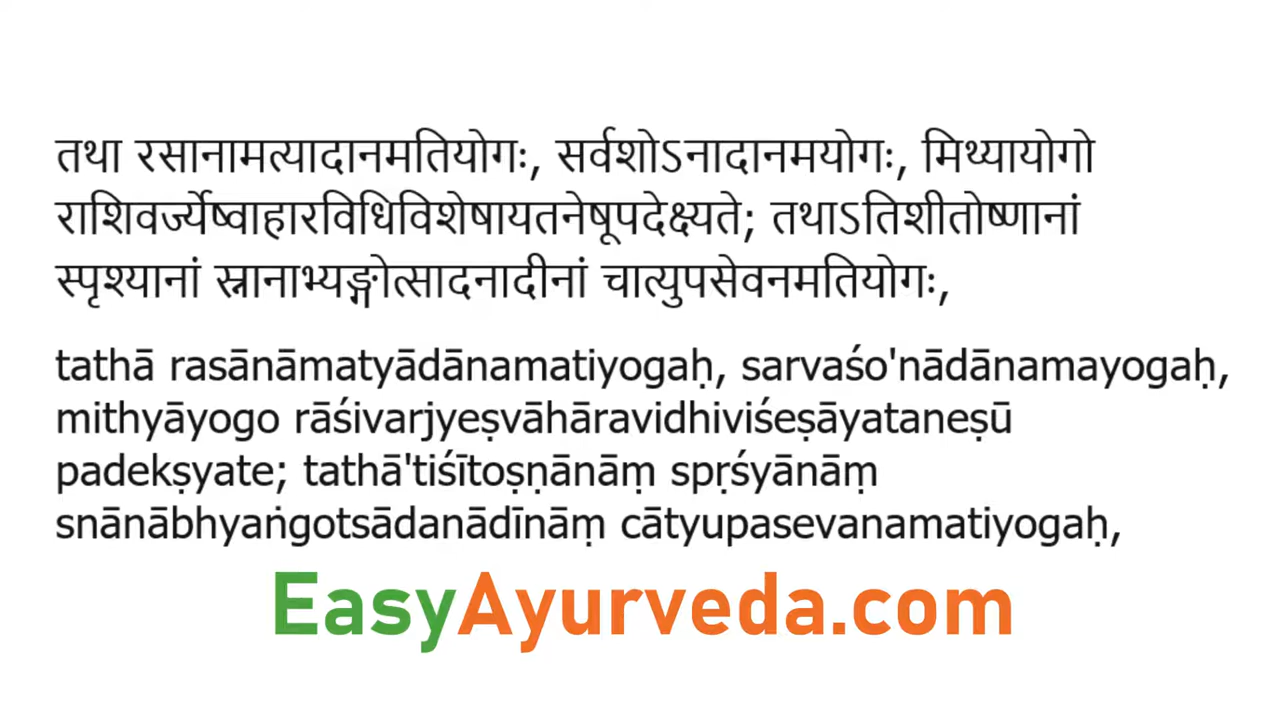 तथा रसानामत्यादानमतियोगः, सर्वशोऽनादानमयोगः, मिथ्यायोगो
राशिवर्ज्येष्वाहारविधिविशेषायतनेषूपदेक्ष्यते; तथाऽतिशीतोष्णानां
स्पृश्यानां स्नानाभ्यङ्गोत्सादनादीनां चात्युपसेवनमतियोगः,
tathā rasānāmatyādānamatiyogaḥ, sarvaśo'nādānamayogaḥ,
mithyāyogo rāśivarjyeṣvāhāravidhiviśeṣāyataneṣū
padekṣyate; tathā'tiśītoṣṇānāṃ spṛśyānāṃ
snānābhyaṅgotsādanādīnāṃ cātyupasevanamatiyogaḥ,
EasyAyurveda.com